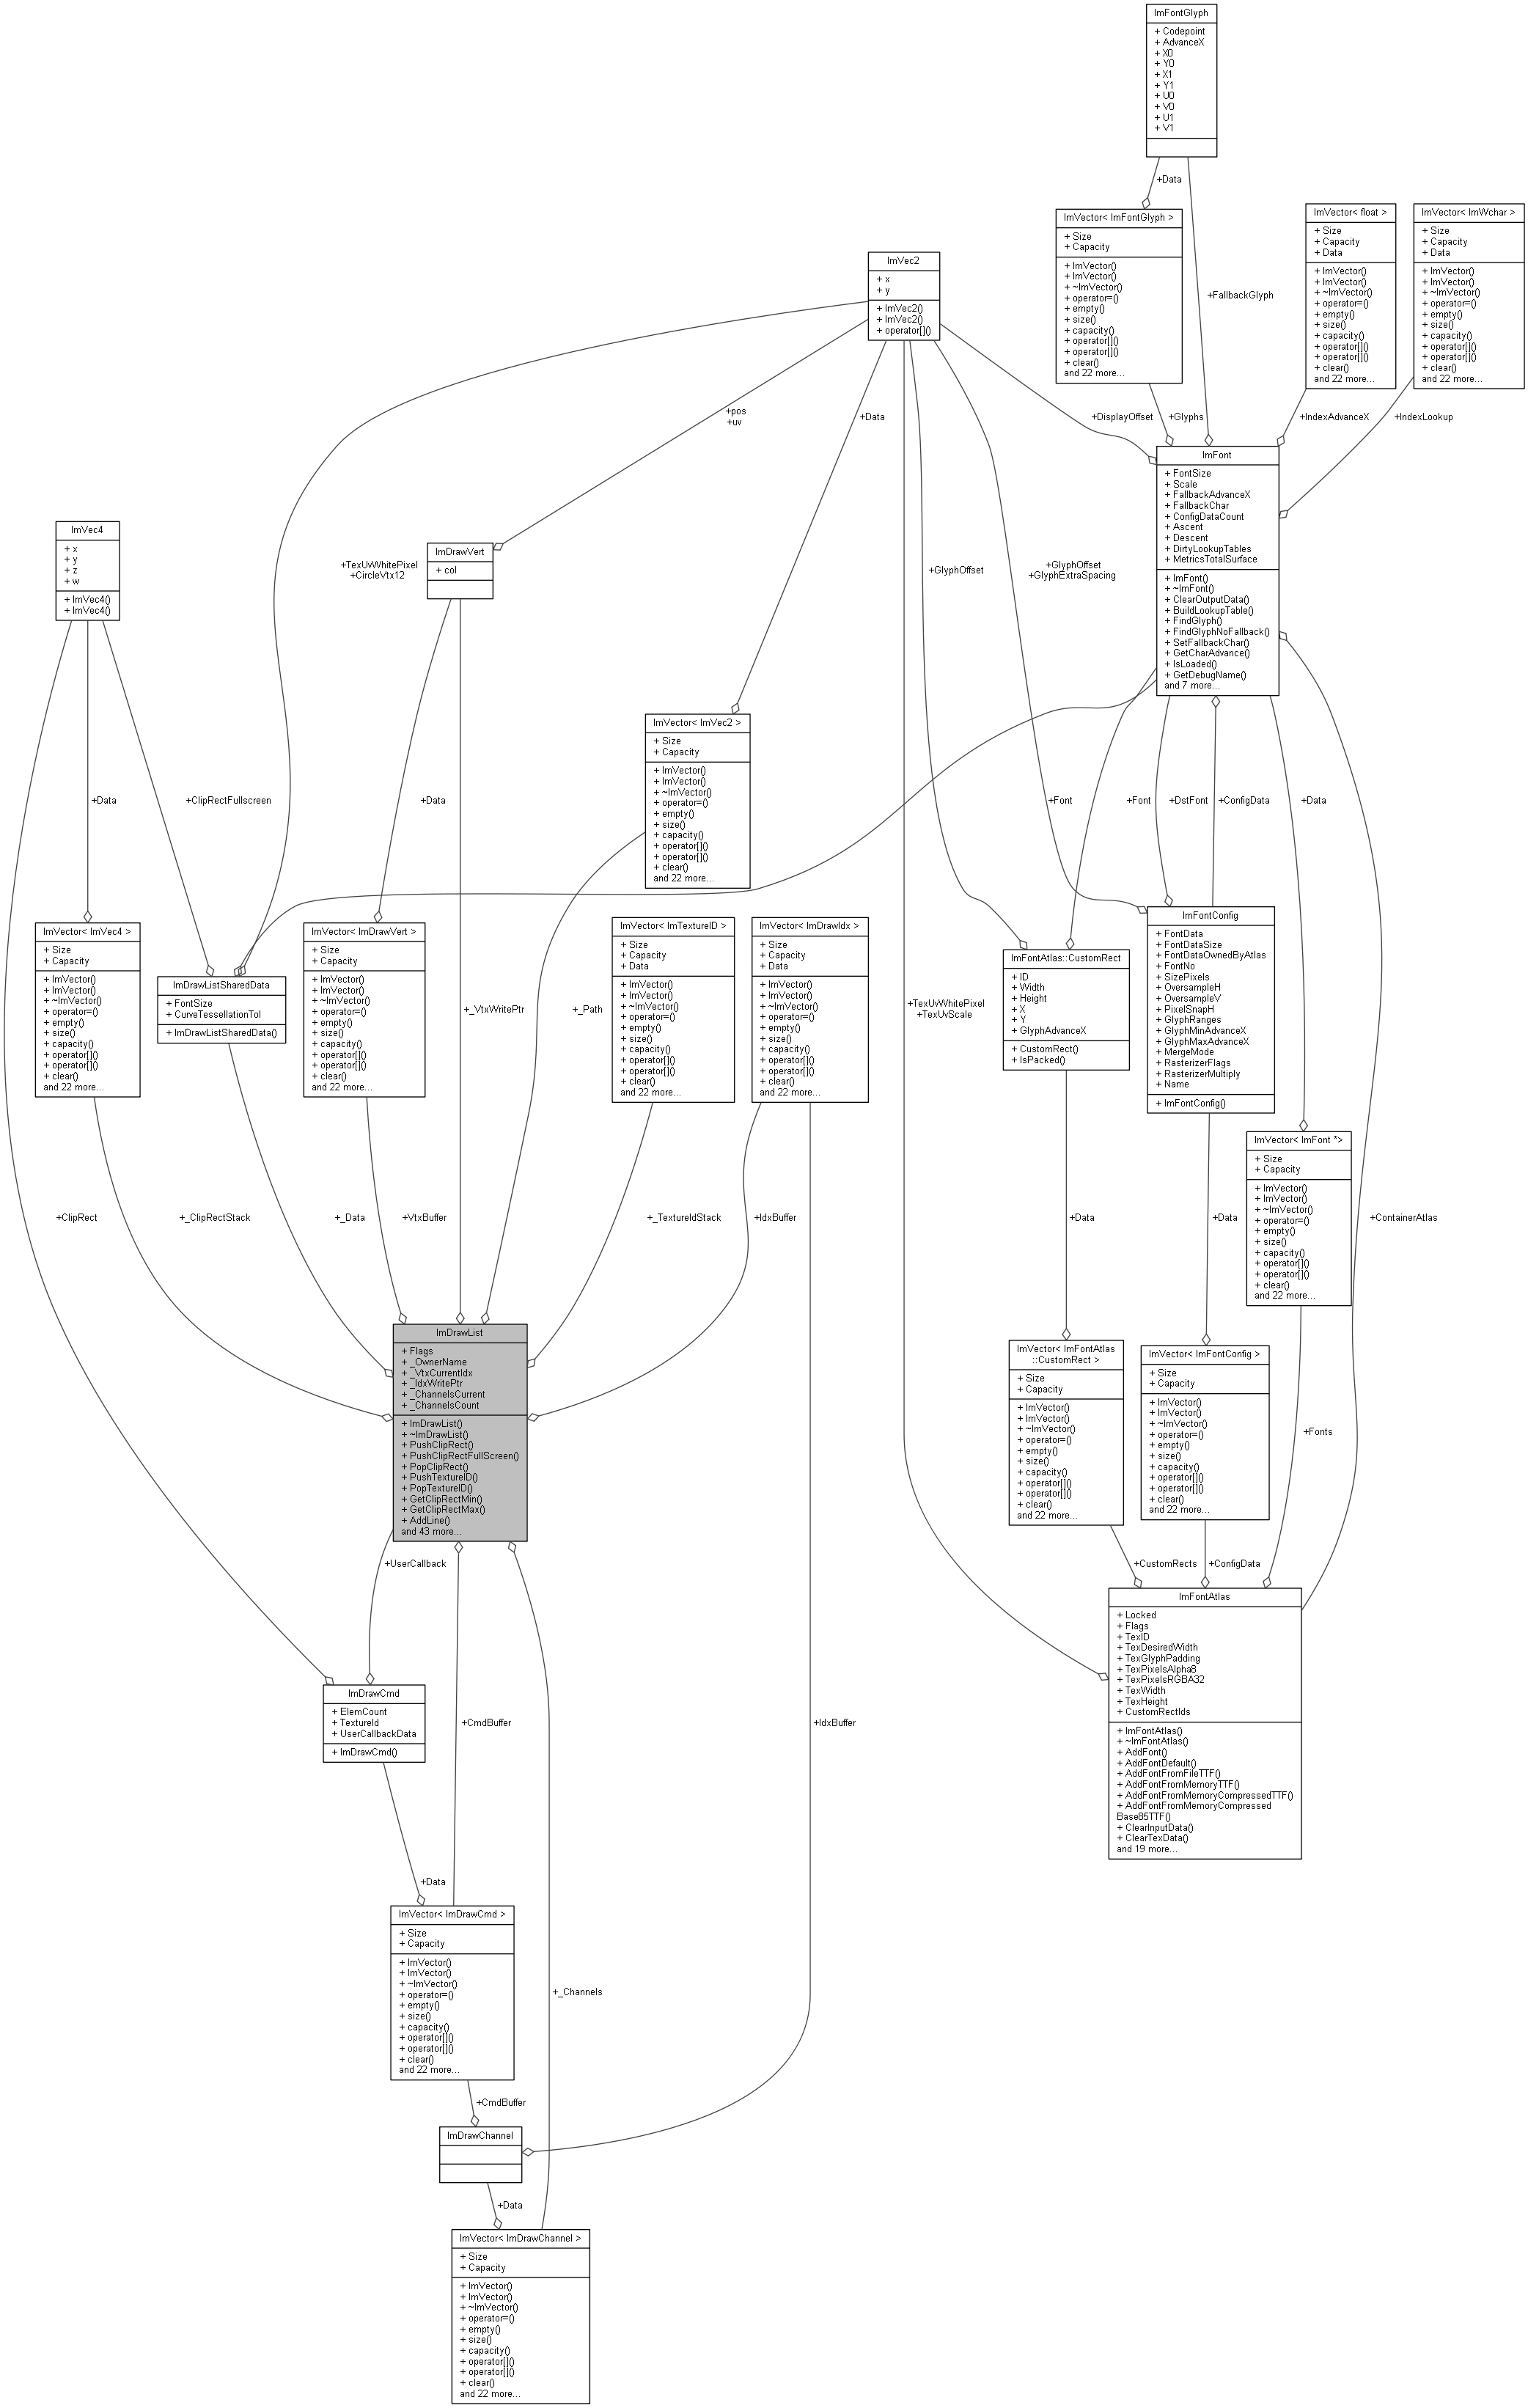 ImFontGlyph
+ Codepoint
+ AdvanceX
+ X0
+ Y0
+ X1
+ Y1
+ U0
+ V0
+ U1
+ V1
+Data
+FallbackGlyph
ImVector< ImFontGlyph >
+ Size
+ Capacity
+ ImVector()
+ ImVector()
+ ~ImVector()
+ operator=()
+ empty()
+ size()
+ capacity()
+ operator[]()
+ operator[]()
+ clear()
and 22 more...
ImVector< float >
+ Size
+ Capacity
+ Data
+ ImVector()
+ ImVector()
+ ~ImVector()
+ operator=()
+ empty()
+ size()
+ capacity()
+ operator[]()
+ operator[]()
+ clear()
and 22 more...
ImVector< ImWchar >
+ Size
+ Capacity
+ Data
+ ImVector()
+ ImVector()
+ ~ImVector()
+ operator=()
+ empty()
+ size()
+ capacity()
+ operator[]()
+ operator[]()
+ clear()
and 22 more...
ImVec2
+ x
+ y
+ ImVec2()
+ ImVec2()
+ operator[]()
+pos
+uv
+Data
+DisplayOffset
+Glyphs
+IndexAdvanceX
+IndexLookup
ImFont
+ FontSize
+ Scale
+ FallbackAdvanceX
+ FallbackChar
+ ConfigDataCount
+ Ascent
+ Descent
+ DirtyLookupTables
+ MetricsTotalSurface
+ ImFont()
+ ~ImFont()
+ ClearOutputData()
+ BuildLookupTable()
+ FindGlyph()
+ FindGlyphNoFallback()
+ SetFallbackChar()
+ GetCharAdvance()
+ IsLoaded()
+ GetDebugName()
and 7 more...
ImVec4
+ x
+ y
+ z
+ w
+ ImVec4()
+ ImVec4()
+TexUvWhitePixel
+CircleVtx12
ImDrawVert
+ col
+GlyphOffset
+GlyphOffset
+GlyphExtraSpacing
ImVector< ImVec2 >
+ Size
+ Capacity
+ ImVector()
+ ImVector()
+ ~ImVector()
+ operator=()
+ empty()
+ size()
+ capacity()
+ operator[]()
+ operator[]()
+ clear()
and 22 more...
+Data
+ClipRectFullscreen
+Data
+Font
+Font
+DstFont
+ConfigData
+Data
ImVector< ImVec4 >
+ Size
+ Capacity
+ ImVector()
+ ImVector()
+ ~ImVector()
+ operator=()
+ empty()
+ size()
+ capacity()
+ operator[]()
+ operator[]()
+ clear()
and 22 more...
ImDrawListSharedData
+ FontSize
+ CurveTessellationTol
+ ImDrawListSharedData()
ImVector< ImDrawVert >
+ Size
+ Capacity
+ ImVector()
+ ImVector()
+ ~ImVector()
+ operator=()
+ empty()
+ size()
+ capacity()
+ operator[]()
+ operator[]()
+ clear()
and 22 more...
+_VtxWritePtr
+_Path
ImVector< ImTextureID >
+ Size
+ Capacity
+ Data
+ ImVector()
+ ImVector()
+ ~ImVector()
+ operator=()
+ empty()
+ size()
+ capacity()
+ operator[]()
+ operator[]()
+ clear()
and 22 more...
ImVector< ImDrawIdx >
+ Size
+ Capacity
+ Data
+ ImVector()
+ ImVector()
+ ~ImVector()
+ operator=()
+ empty()
+ size()
+ capacity()
+ operator[]()
+ operator[]()
+ clear()
and 22 more...
+TexUvWhitePixel
+TexUvScale
ImFontAtlas::CustomRect
+ ID
+ Width
+ Height
+ X
+ Y
+ GlyphAdvanceX
+ CustomRect()
+ IsPacked()
ImFontConfig
+ FontData
+ FontDataSize
+ FontDataOwnedByAtlas
+ FontNo
+ SizePixels
+ OversampleH
+ OversampleV
+ PixelSnapH
+ GlyphRanges
+ GlyphMinAdvanceX
+ GlyphMaxAdvanceX
+ MergeMode
+ RasterizerFlags
+ RasterizerMultiply
+ Name
+ ImFontConfig()
ImVector< ImFont *>
+ Size
+ Capacity
+ ImVector()
+ ImVector()
+ ~ImVector()
+ operator=()
+ empty()
+ size()
+ capacity()
+ operator[]()
+ operator[]()
+ clear()
and 22 more...
+ClipRect
+_ClipRectStack
+_Data
+VtxBuffer
+_TextureIdStack
+IdxBuffer
+Data
+Data
+ContainerAtlas
ImDrawList
+ Flags
+ _OwnerName
+ _VtxCurrentIdx
+ _IdxWritePtr
+ _ChannelsCurrent
+ _ChannelsCount
+ ImDrawList()
+ ~ImDrawList()
+ PushClipRect()
+ PushClipRectFullScreen()
+ PopClipRect()
+ PushTextureID()
+ PopTextureID()
+ GetClipRectMin()
+ GetClipRectMax()
+ AddLine()
and 43 more...
ImVector< ImFontAtlas
::CustomRect >
+ Size
+ Capacity
+ ImVector()
+ ImVector()
+ ~ImVector()
+ operator=()
+ empty()
+ size()
+ capacity()
+ operator[]()
+ operator[]()
+ clear()
and 22 more...
ImVector< ImFontConfig >
+ Size
+ Capacity
+ ImVector()
+ ImVector()
+ ~ImVector()
+ operator=()
+ empty()
+ size()
+ capacity()
+ operator[]()
+ operator[]()
+ clear()
and 22 more...
+Fonts
+UserCallback
+CustomRects
+ConfigData
ImFontAtlas
+ Locked
+ Flags
+ TexID
+ TexDesiredWidth
+ TexGlyphPadding
+ TexPixelsAlpha8
+ TexPixelsRGBA32
+ TexWidth
+ TexHeight
+ CustomRectIds
+ ImFontAtlas()
+ ~ImFontAtlas()
+ AddFont()
+ AddFontDefault()
+ AddFontFromFileTTF()
+ AddFontFromMemoryTTF()
+ AddFontFromMemoryCompressedTTF()
+ AddFontFromMemoryCompressed
Base85TTF()
+ ClearInputData()
+ ClearTexData()
and 19 more...
ImDrawCmd
+ ElemCount
+ TextureId
+ UserCallbackData
+ ImDrawCmd()
+CmdBuffer
+IdxBuffer
+Data
ImVector< ImDrawCmd >
+ Size
+ Capacity
+ ImVector()
+ ImVector()
+ ~ImVector()
+ operator=()
+ empty()
+ size()
+ capacity()
+ operator[]()
+ operator[]()
+ clear()
and 22 more...
+_Channels
+CmdBuffer
ImDrawChannel
+Data
ImVector< ImDrawChannel >
+ Size
+ Capacity
+ ImVector()
+ ImVector()
+ ~ImVector()
+ operator=()
+ empty()
+ size()
+ capacity()
+ operator[]()
+ operator[]()
+ clear()
and 22 more...